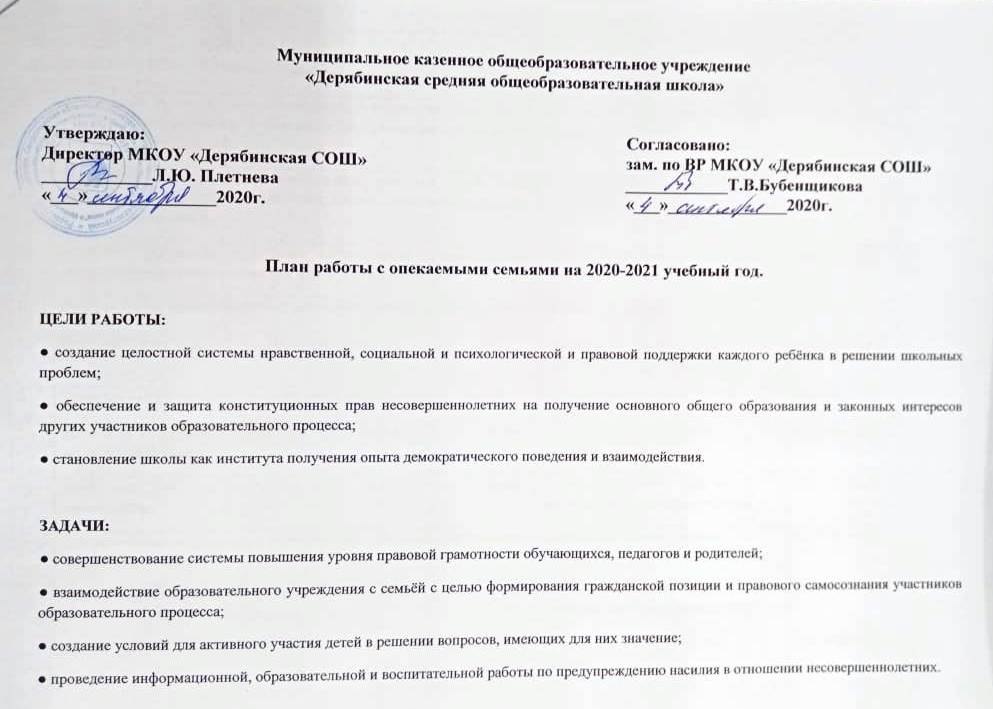 Муниципальное казенное общеобразовательное учреждение
«Дерябинская средняя общеобразовательная школа»
Утверждаю:
Директор МКОУ «Дерябинская СОШ»
____________Л.Ю. Плетнева
«_4_»_сентября_______2020г.
Согласовано:
зам. по ВР МКОУ «Дерябинская СОШ»
____________Т.В.Бубенщикова
«_4_»_сентября___2020г.
План работы с опекаемыми семьями на 2020-2021 учебный год.
ЦЕЛИ РАБОТЫ:
● создание целостной системы нравственной, социальной и психологической и правовой поддержки каждого ребёнка в решении школьных
проблем;
● обеспечение и защита конституционных прав несовершеннолетних на получение основного общего образования и законных интересов
других участников образовательного процесса;
● становление школы как института получения опыта демократического поведения и взаимодействия.
ЗАДАЧИ:
● совершенствование системы повышения уровня правовой грамотности обучающихся, педагогов и родителей;
● взаимодействие образовательного учреждения с семьёй с целью формирования гражданской позиции и правового самосознания участников
образовательного процесса;
● создание условий для активного участия детей в решении вопросов, имеющих для них значение;
● проведение информационной, образовательной и воспитательной работы по предупреждению насилия в отношении несовершеннолетних.